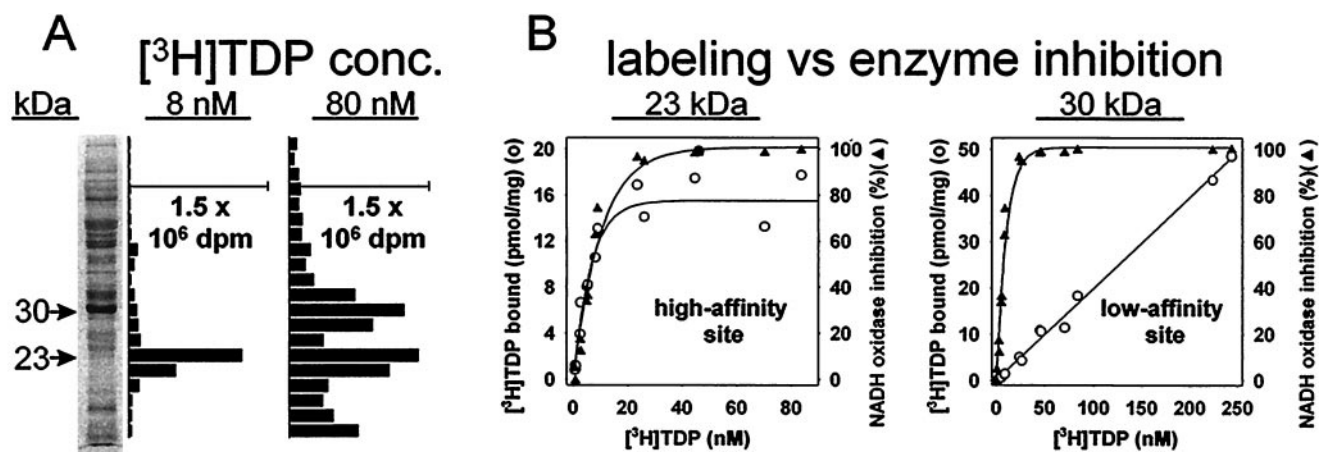 A
[³H]TDP conc.
kDa
8 nM
80 nM
1.5 x
10⁶ dpm
1.5 x
10⁶ dpm
30
23
B
labeling vs enzyme inhibition
23 kDa
[³H]TDP bound (pmol/mg) (o)
20
16
12
8
4
0
high-affinity
site
100
80
60
40
20
0
NADH oxidase inhibition (%)(▲)
0
20
40
60
80
[³H]TDP (nM)
30 kDa
[³H]TDP bound (pmol/mg) (o)
50
40
30
20
10
0
low-affinity
site
100
80
60
40
20
0
NADH oxidase inhibition (%)(▲)
0
50
100
150
200
250
[³H]TDP (nM)